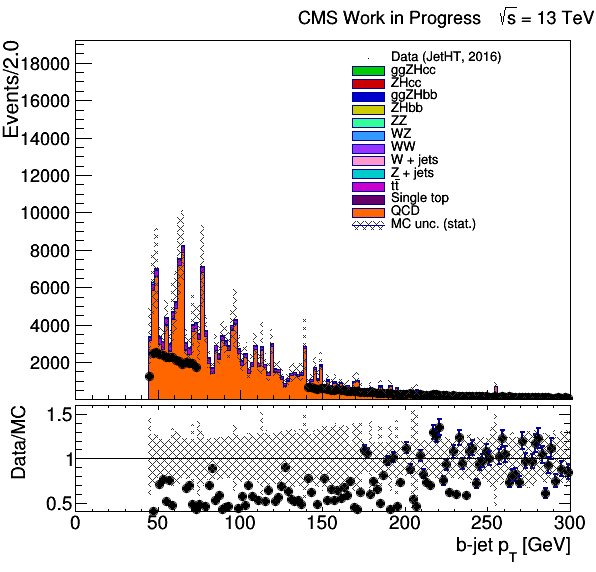 CMS Work in Progress √s = 13 TeV
Events/2.0
18000
16000
14000
12000
10000
8000
6000
4000
2000
Data (JetHT, 2016)
ggZHcc
ZHcc
ggZHbb
ZHbb
ZZ
WZ
WW
W + jets
Z + jets
tt̄
Single top
QCD
MC unc. (stat.)
Data/MC
1.5
1
0.5
0 50 100 150 200 250 300
b-jet p_T [GeV]